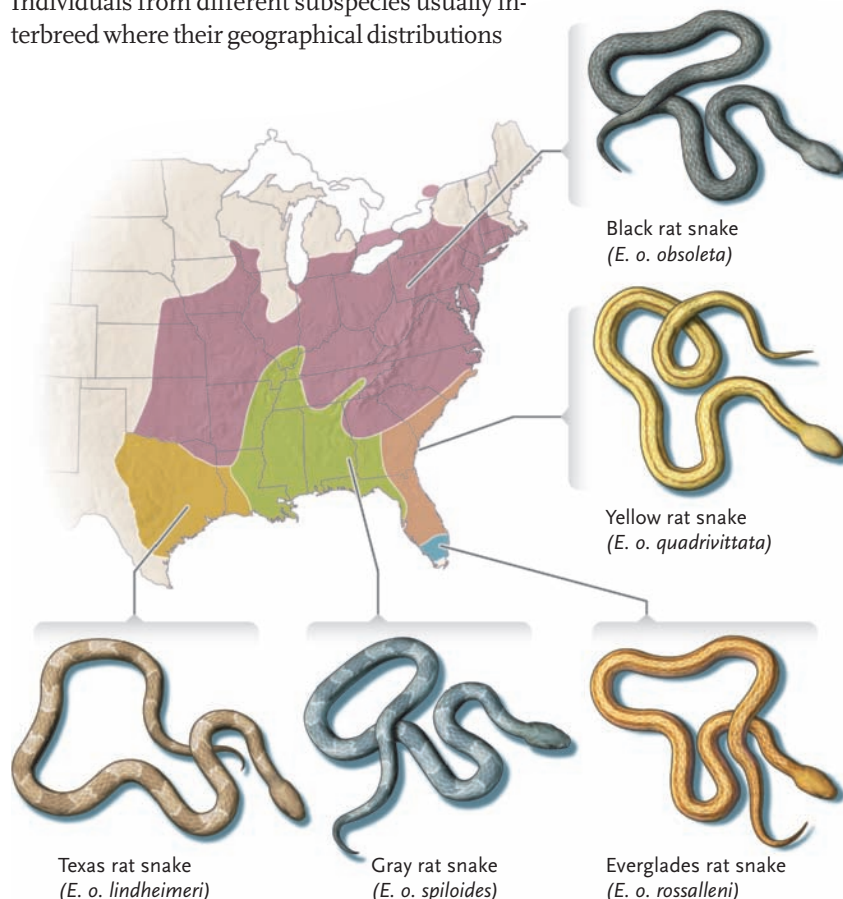 Individuals from different subspecies usually in-
terbreed where their geographical distributions
Black rat snake
(E. o. obsoleta)
Yellow rat snake
(E. o. quadrivittata)
Texas rat snake
(E. o. lindheimeri)
Gray rat snake
(E. o. spiloides)
Everglades rat snake
(E. o. rossalleni)